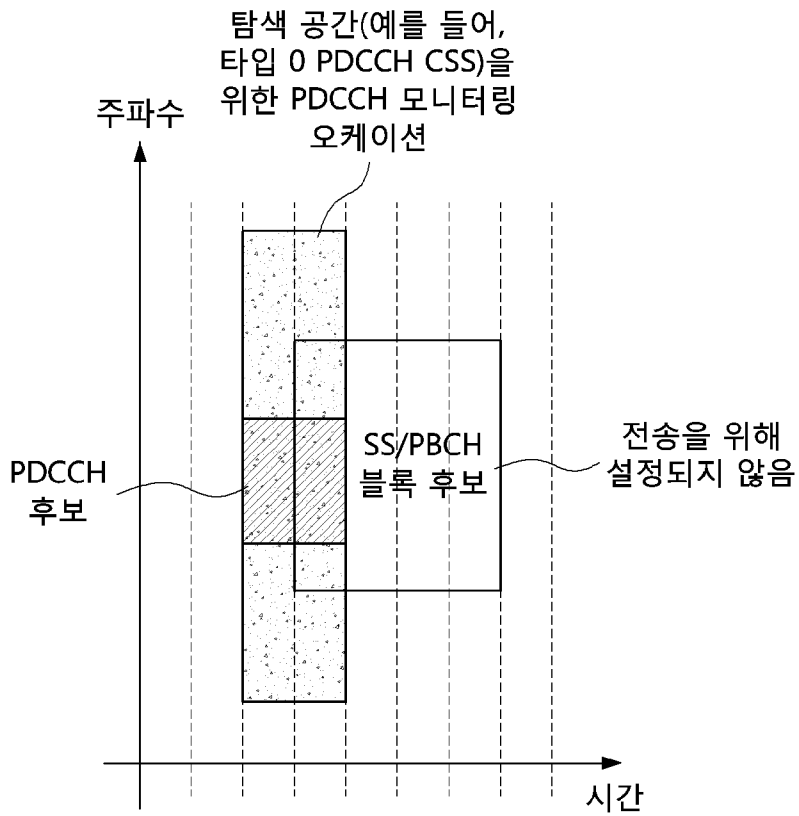 탐색 공간(예를 들어,
타입 0 PDCCH CSS)을
위한 PDCCH 모니터링
오케이션
주파수
SS/PBCH
블록 후보
전송을 위해
설정되지 않음
PDCCH
후보
시간